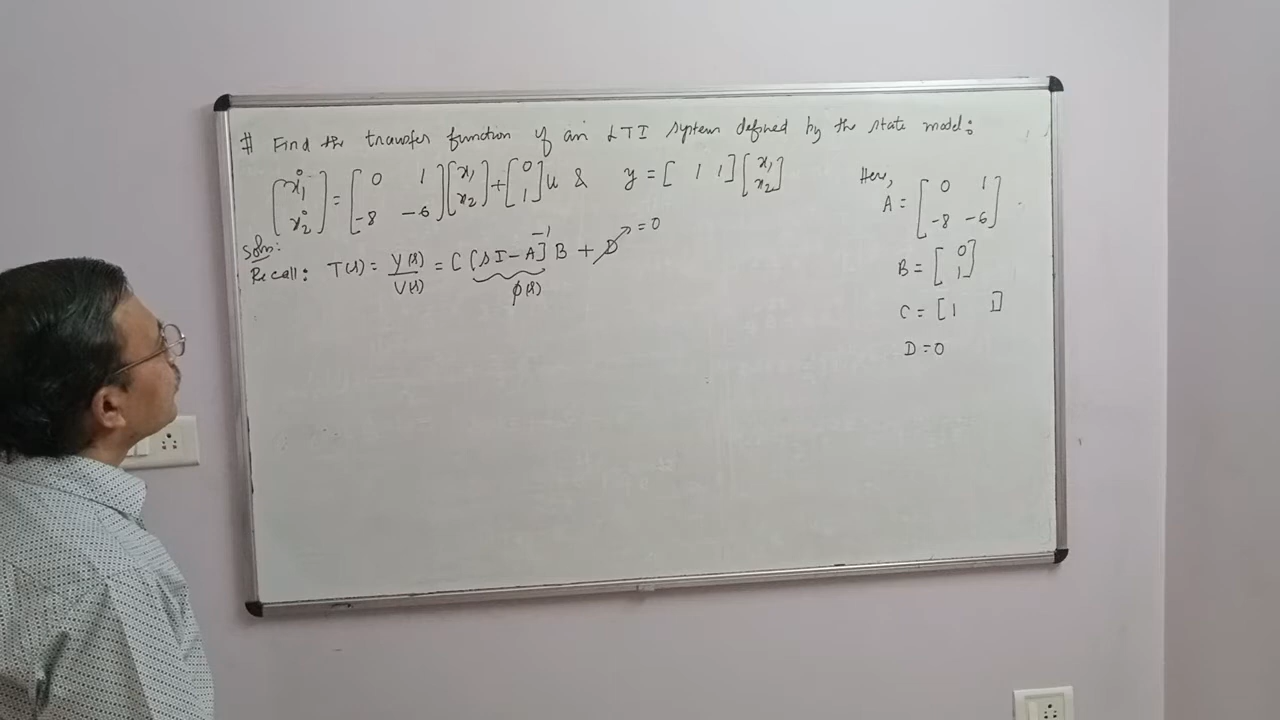 # Find the transfer function of an LTI system defined by the state model:
[ẋ₁ ẋ₂] = [0 1 -8 -6] [x₁ x₂] + [0 1] u & y = [1 1] [x₁ x₂]
Soln:
Recall: T(s) = Y(s)/U(s) = C [sI - A]⁻¹ B + D = 0
φ(s)
Here,
A = [0 1 -8 -6]
B = [0 1]
C = [1 1]
D = 0